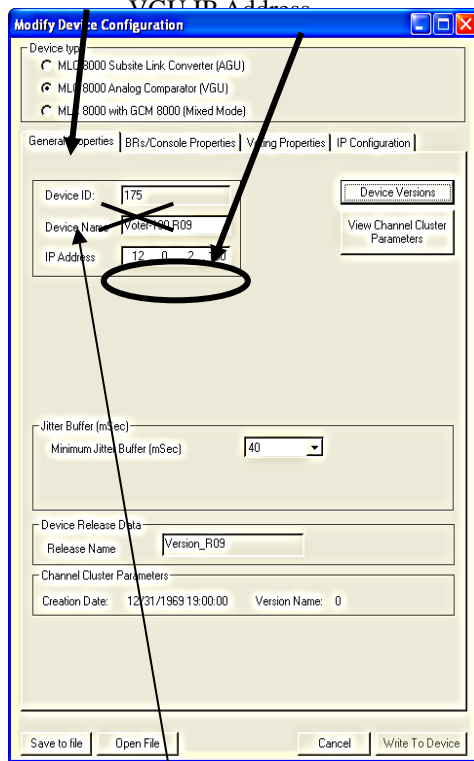 VGU IP Address
Modify Device Configuration
Device type
MLC 8000 Subsite Link Converter (AGU)
MLC 8000 Analog Comparator (VGU)
MLC 8000 with GCM 8000 (Mixed Mode)
General Properties BRs/Console Properties Voting Properties IP Configuration
Device ID: 175
Device Versions
Device Name Voter-100.R09
View Channel Cluster Parameters
IP Address 12 . 0 . 2 .
Jitter Buffer (mSec)
Minimum Jitter Buffer (mSec) 40
Device Release Data
Release Name Version_R09
Channel Cluster Parameters
Creation Date: 12/31/1969 19:00:00 Version Name: 0
Save to file Open File Cancel Write To Device